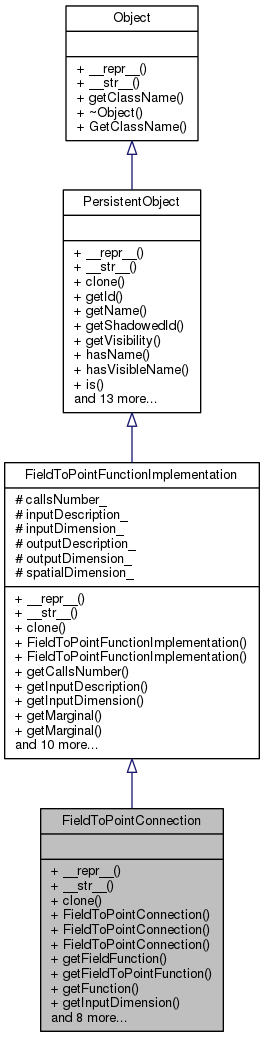 Object
+ __repr__()
+ __str__()
+ getClassName()
+ ~Object()
+ GetClassName()
PersistentObject
+ __repr__()
+ __str__()
+ clone()
+ getId()
+ getName()
+ getShadowedId()
+ getVisibility()
+ hasName()
+ hasVisibleName()
+ is()
and 13 more...
FieldToPointFunctionImplementation
# callsNumber_
# inputDescription_
# inputDimension_
# outputDescription_
# outputDimension_
# spatialDimension_
+ __repr__()
+ __str__()
+ clone()
+ FieldToPointFunctionImplementation()
+ FieldToPointFunctionImplementation()
+ getCallsNumber()
+ getInputDescription()
+ getInputDimension()
+ getMarginal()
+ getMarginal()
and 10 more...
FieldToPointConnection
+ __repr__()
+ __str__()
+ clone()
+ FieldToPointConnection()
+ FieldToPointConnection()
+ FieldToPointConnection()
+ getFieldFunction()
+ getFieldToPointFunction()
+ getFunction()
+ getInputDimension()
and 8 more...